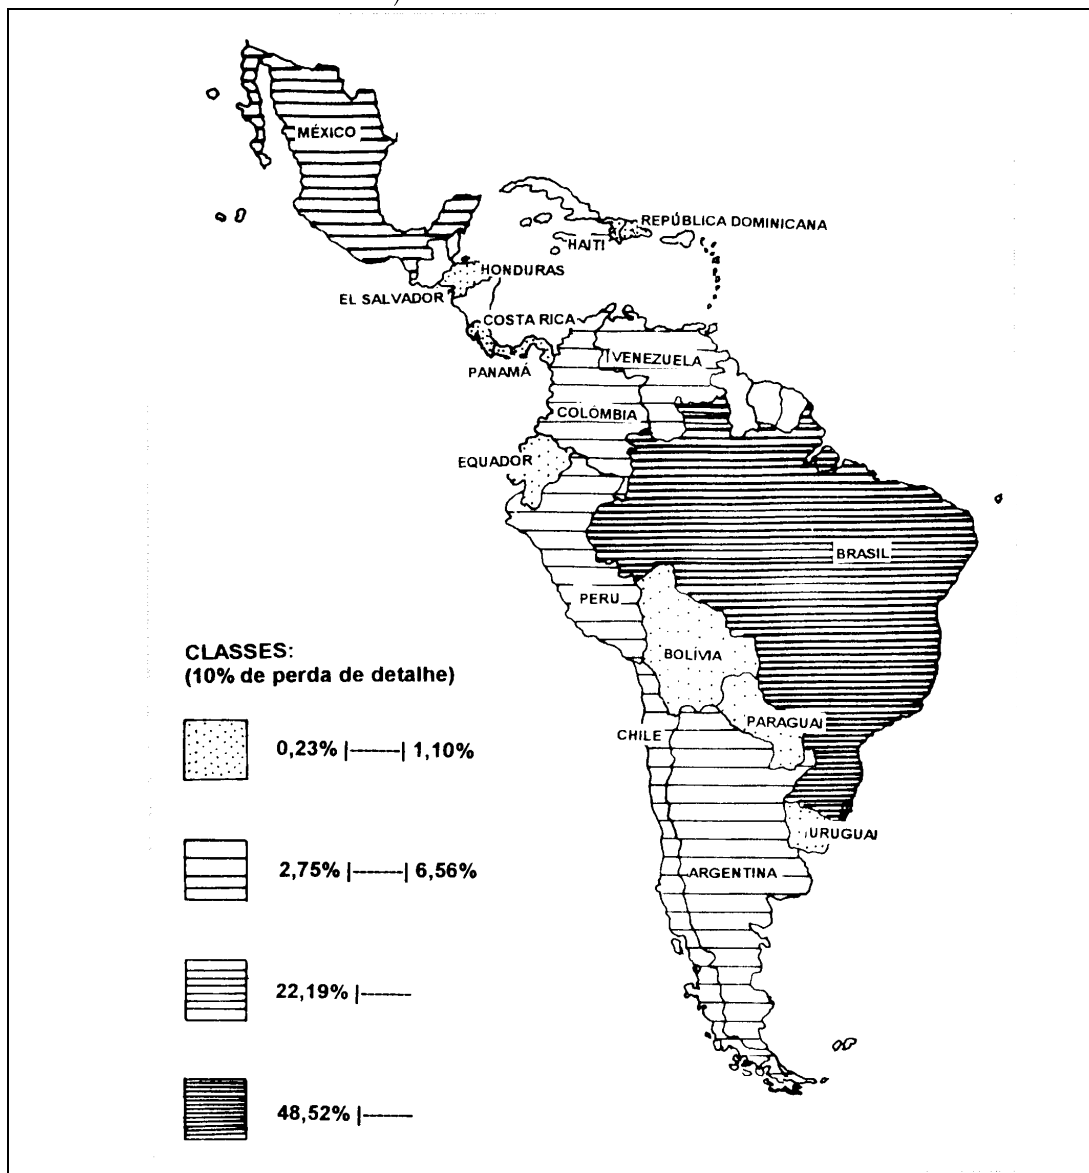 )
MÉXICO
REPÚBLICA DOMINICANA
HAITI
HONDURAS
EL SALVADOR
COSTA RICA
PANAMÁ
VENEZUELA
COLÔMBIA
EQUADOR
BRASIL
PERU
BOLÍVIA
PARAGUAI
CHILE
URUGUAI
ARGENTINA
CLASSES:
(10% de perda de detalhe)
0,23% |-------| 1,10%
2,75% |-------| 6,56%
22,19% |-------
48,52% |-------